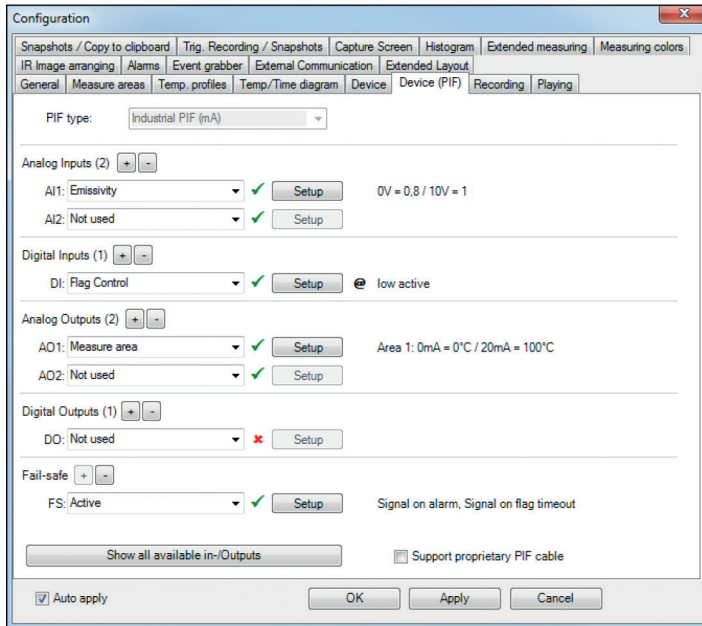 Configuration
Snapshots / Copy to clipboard Trig. Recording / Snapshots Capture Screen Histogram Extended measuring Measuring colors
IR Image arranging Alarms Event grabber External Communication Extended Layout
General Measure areas Temp. profiles Temp/Time diagram Device Device (PIF) Recording Playing
PIF type: Industrial PIF (mA)
Analog Inputs (2) + -
AI1: Emissivity Setup 0V = 0,8 / 10V = 1
AI2: Not used Setup
Digital Inputs (1) + -
DI: Flag Control Setup @ low active
Analog Outputs (2) + -
AO1: Measure area Setup Area 1: 0mA = 0°C / 20mA = 100°C
AO2: Not used Setup
Digital Outputs (1) + -
DO: Not used Setup
Fail-safe + -
FS: Active Setup Signal on alarm, Signal on flag timeout
Show all available in-/Outputs Support proprietary PIF cable
Auto apply OK Apply Cancel